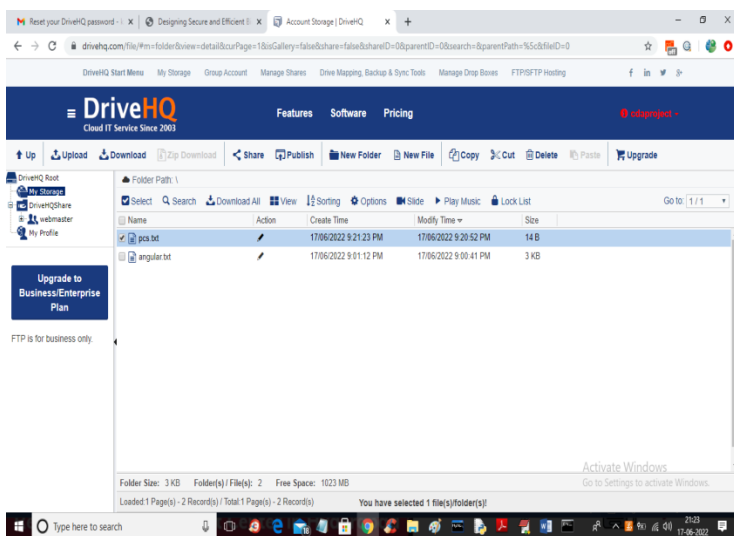 Reset your DriveHQ password - 
Designing Secure and Efficient B
Account Storage | DriveHQ
drivehq.com/file/#m=folder&view=detail&curPage=1&isGallery=false&share=false&shareID=0&parentID=0&search=&parentPath=%5c&fileID=0
DriveHQ Start Menu My Storage Group Account Manage Shares Drive Mapping, Backup & Sync Tools Manage Drop Boxes FTP/SFTP Hosting
DriveHQ
Cloud IT Service Since 2003
Features Software Pricing
cdaproject
Up Upload Download Zip Download Share Publish New Folder New File Copy Cut Delete Paste Upgrade
DriveHQ Root
My Storage
DriveHQShare
webmaster
My Profile
Upgrade to
Business/Enterprise
Plan
FTP is for business only.
Folder Path: \
Select Search Download All View Sorting Options Slide Play Music Lock List Go to: 1 / 1
Name Action Create Time Modify Time Size
pcs.txt 17/06/2022 9:21:23 PM 17/06/2022 9:20:52 PM 14 B
angular.txt 17/06/2022 9:01:12 PM 17/06/2022 9:00:41 PM 3 KB
Activate Windows
Go to Settings to activate Windows.
Folder Size: 3 KB Folder(s) / File(s): 2 Free Space: 1023 MB
Loaded:1 Page(s) - 2 Record(s) / Total:1 Page(s) - 2 Record(s) You have selected 1 file(s)/folder(s)!
Type here to search
21:23
17-06-2022